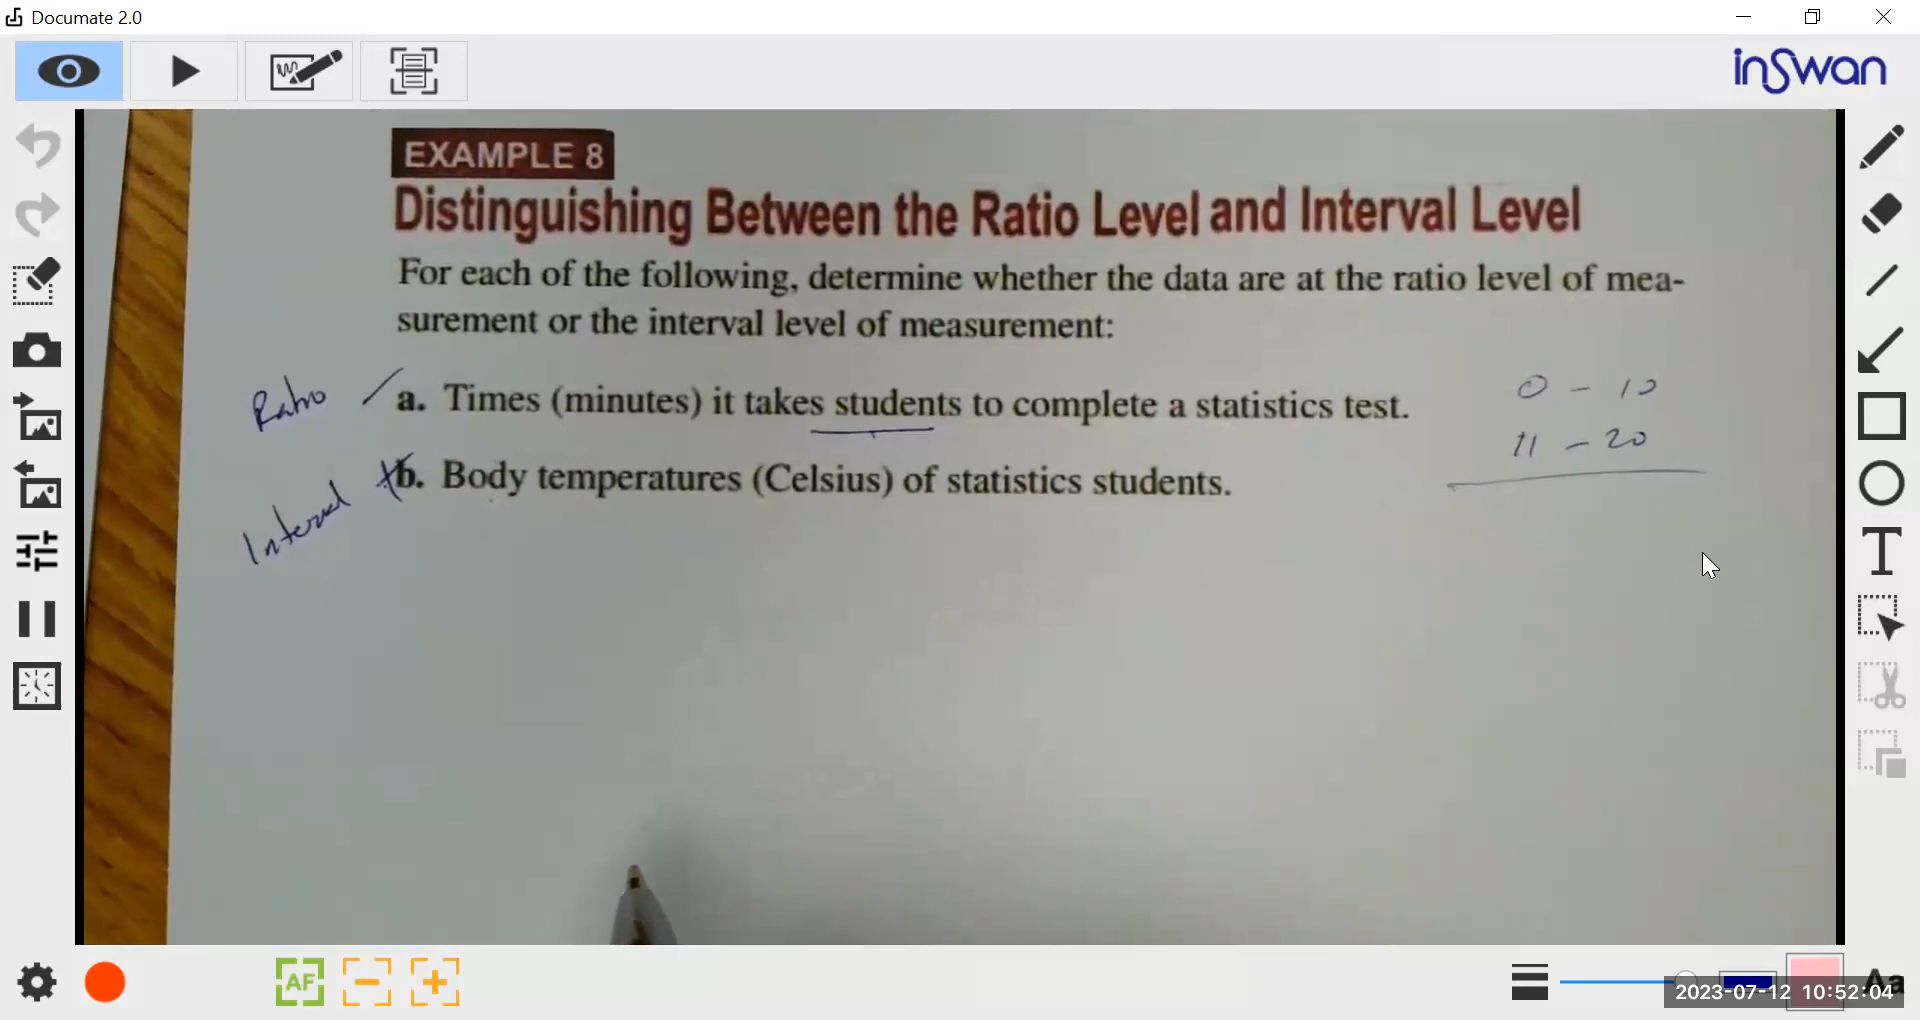 Documate 2.0
inSwan
EXAMPLE 8
Distinguishing Between the Ratio Level and Interval Level
For each of the following, determine whether the data are at the ratio level of mea-
surement or the interval level of measurement:
Ratio a. Times (minutes) it takes students to complete a statistics test.
0 - 10
11 - 20
Interval b. Body temperatures (Celsius) of statistics students.
T
AF
Aa
2023-07-12 10:52:04